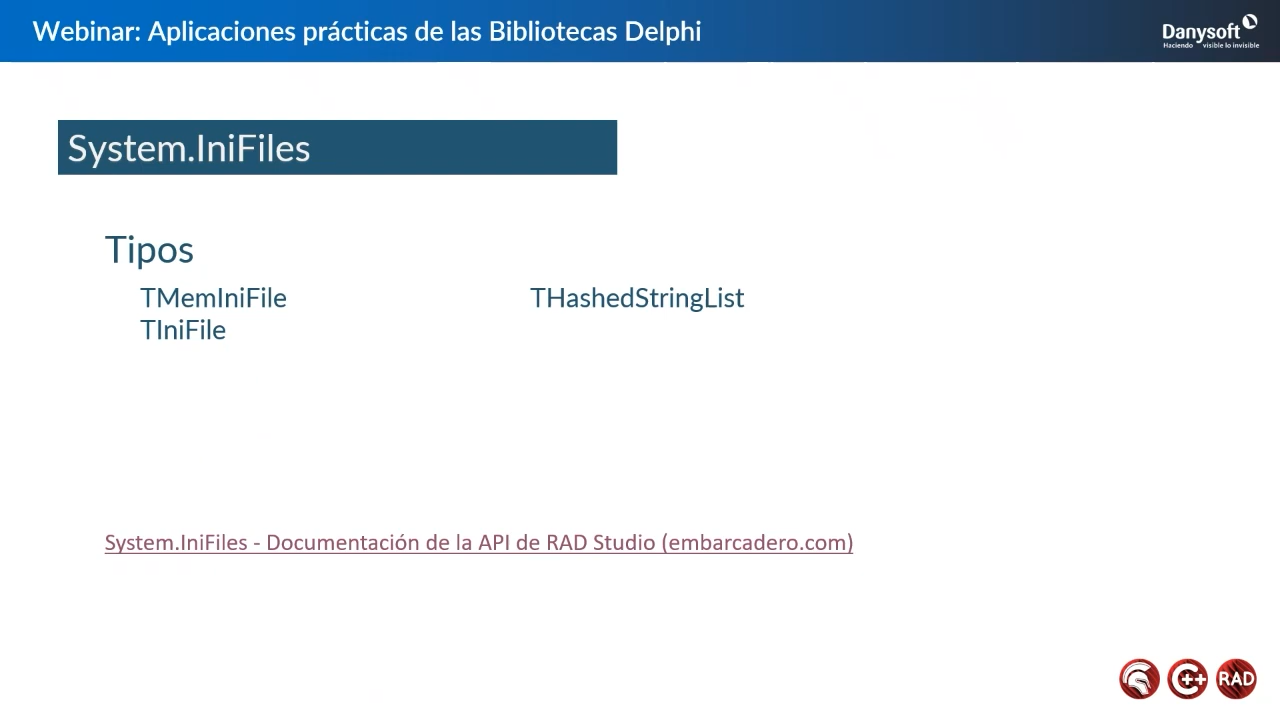 Webinar: Aplicaciones prácticas de las Bibliotecas Delphi
Danysoft
Haciendo visible lo invisible
System.IniFiles
Tipos
TMemIniFile
THashedStringList
TIniFile
System.IniFiles - Documentación de la API de RAD Studio (embarcadero.com)
C++
RAD